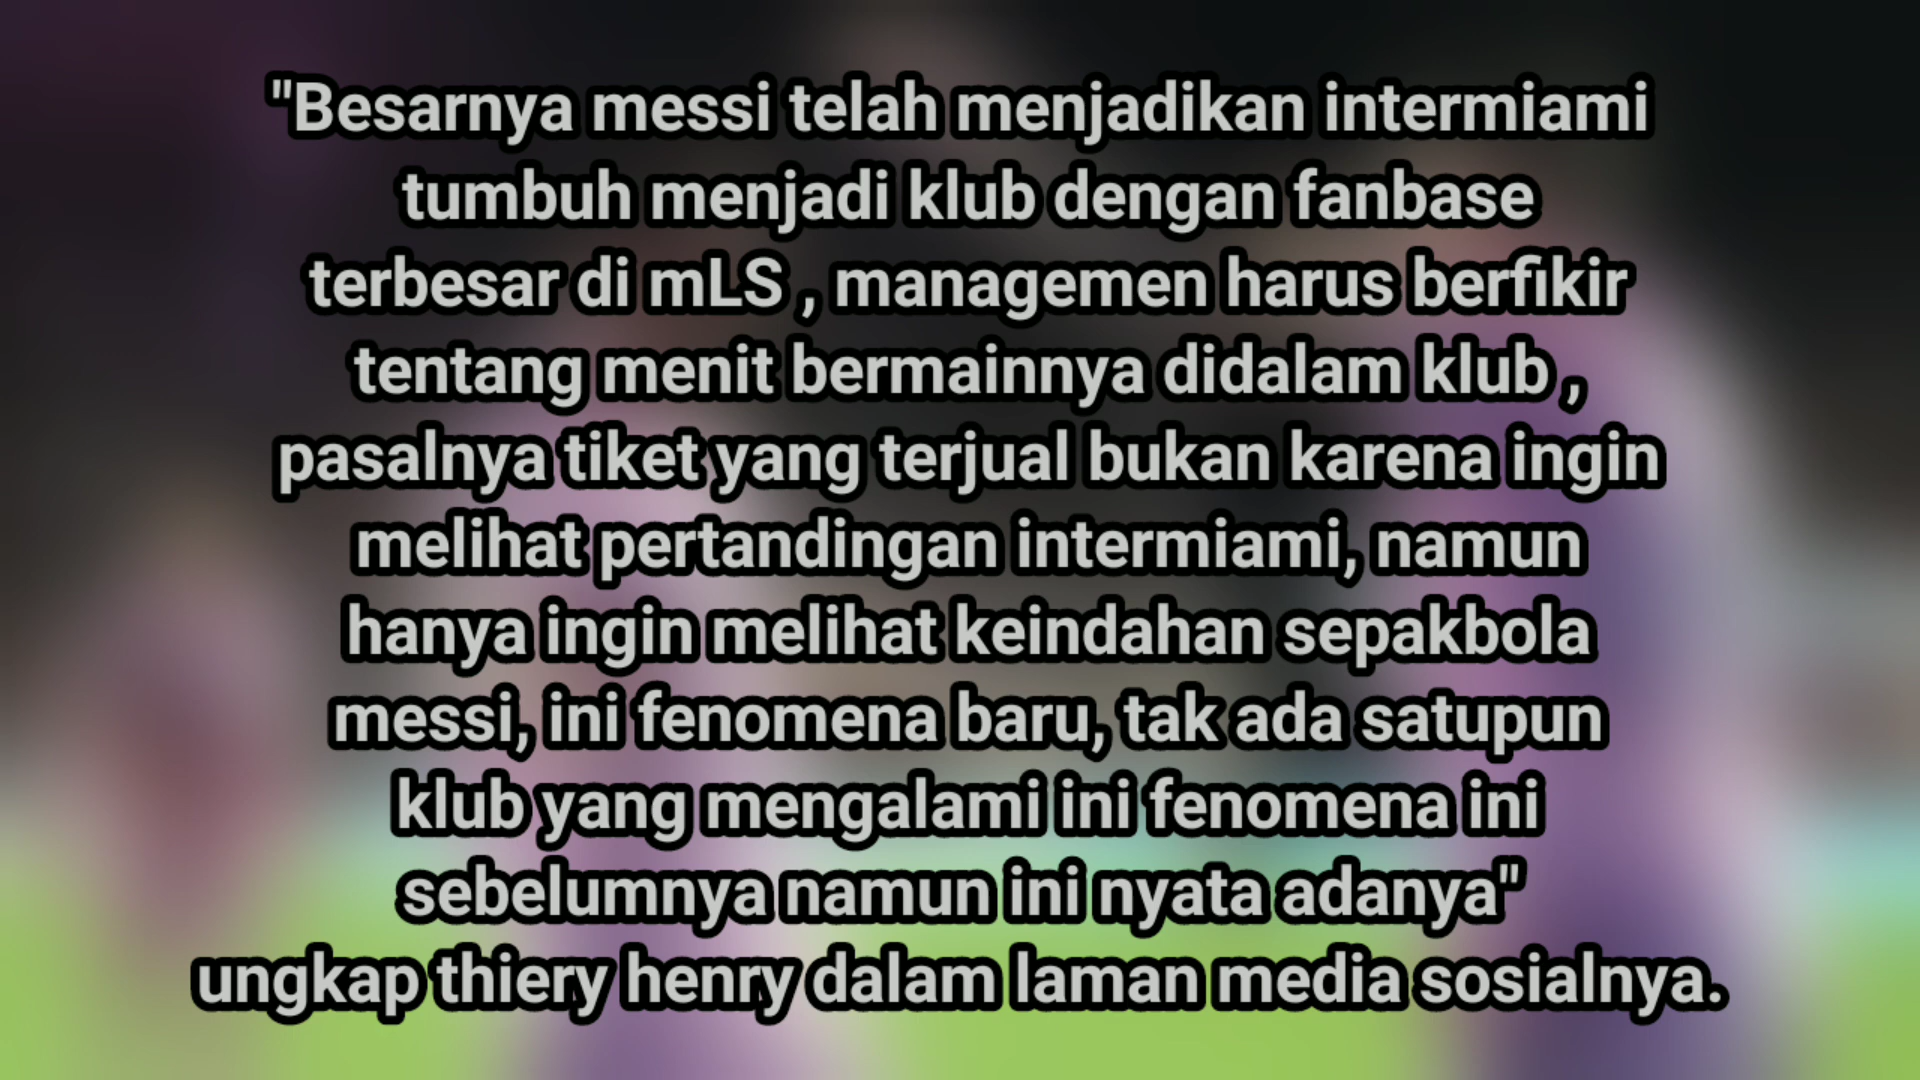 "Besarnya messi telah menjadikan intermiami
tumbuh menjadi klub dengan fanbase
terbesar di mLS , managemen harus berfikir
tentang menit bermainnya didalam klub ,
pasalnya tiket yang terjual bukan karena ingin
melihat pertandingan intermiami, namun
hanya ingin melihat keindahan sepakbola
messi, ini fenomena baru, tak ada satupun
klub yang mengalami ini fenomena ini
sebelumnya namun ini nyata adanya"
ungkap thiery henry dalam laman media sosialnya.